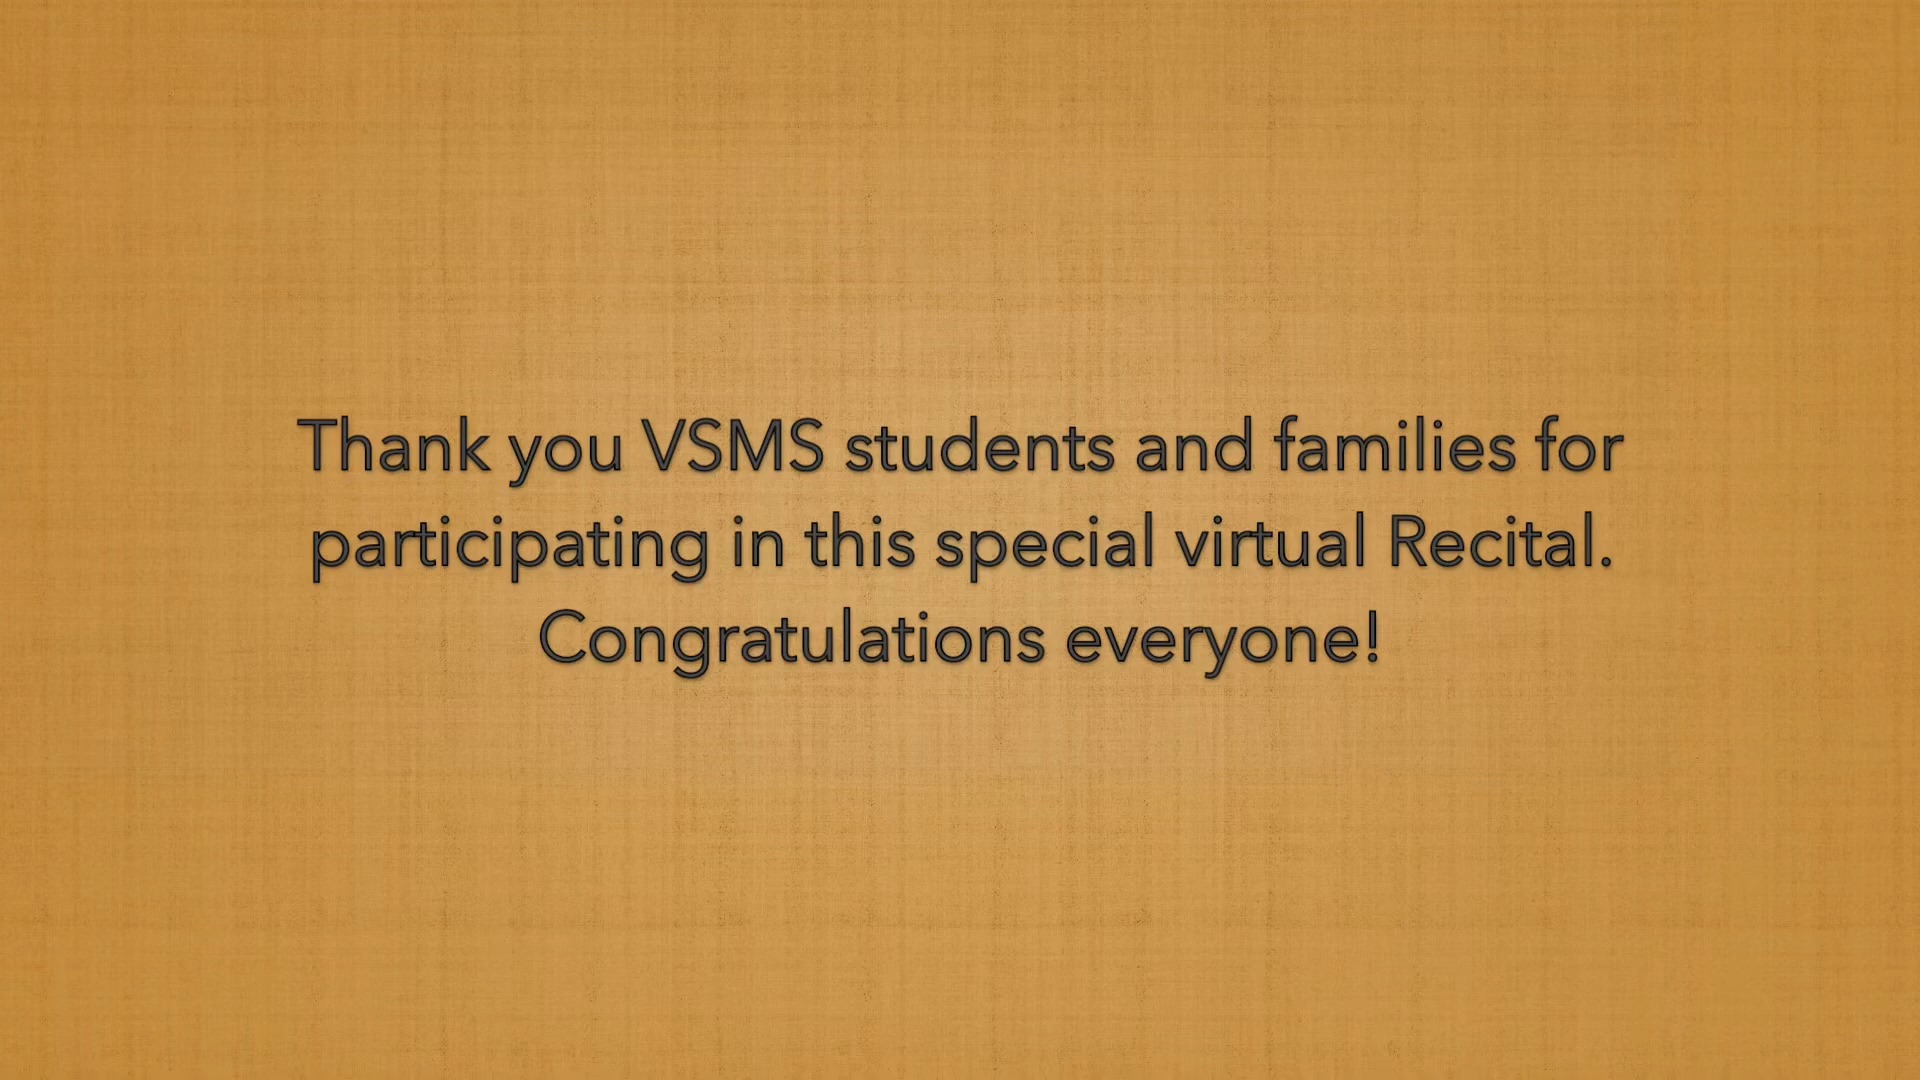 Thank you VSMS students and families for
participating in this special virtual Recital.
Congratulations everyone!